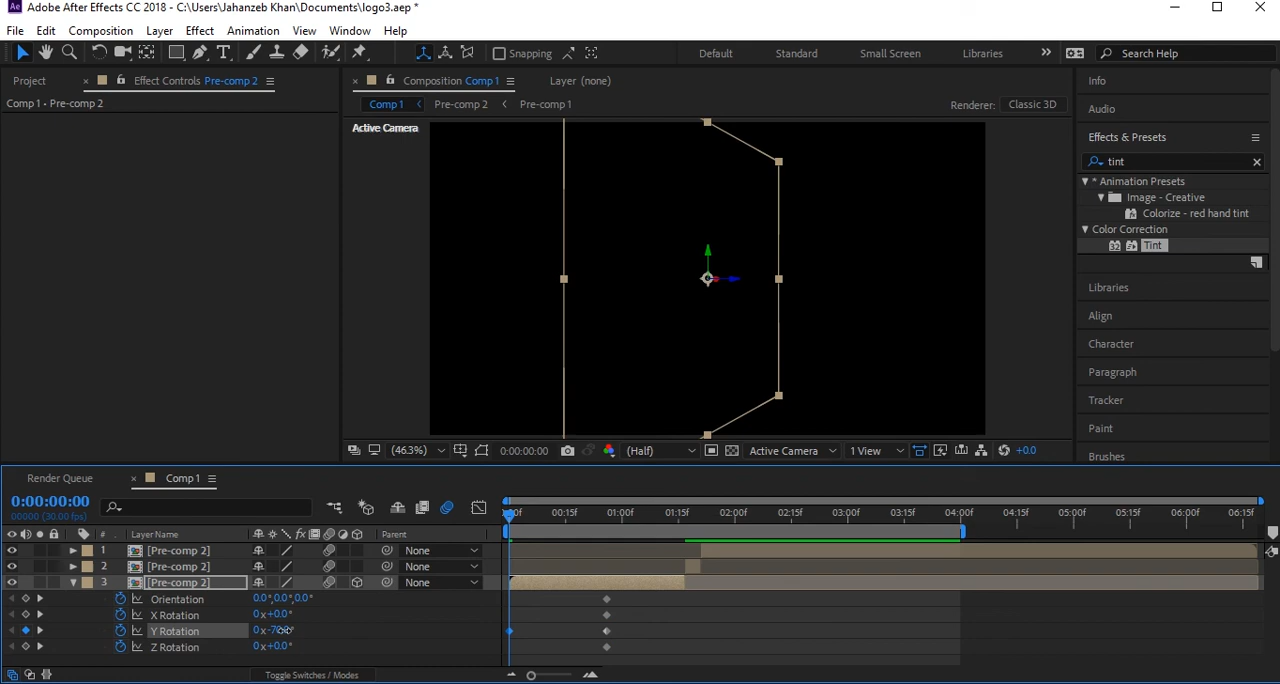 Ae Adobe After Effects CC 2018 - C:\Users\Jahanzeb Khan\Documents\logo3.aep *
File Edit Composition Layer Effect Animation View Window Help
Snapping Default Standard Small Screen Libraries Search Help
Project Effect Controls Pre-comp 2 Composition Comp 1 Layer (none) Info
Comp 1 • Pre-comp 2 Comp 1 Pre-comp 2 Pre-comp 1 Renderer: Classic 3D
Audio
Active Camera
Effects & Presets
tint
* Animation Presets
Image - Creative
Colorize - red hand tint
Color Correction
32 Tint
Libraries
Align
Character
Paragraph
Tracker
Paint
(46.3%) 0:00:00:00 (Half) Active Camera 1 View +0.0
Brushes
Render Queue Comp 1
0:00:00:00
00000 (30.00 fps)
00:15f 01:00f 01:15f 02:00f 02:15f 03:00f 03:15f 04:00f 04:15f 05:00f 05:15f 06:00f 06:15f
# Layer Name fx Parent
1 [Pre-comp 2] None
2 [Pre-comp 2] None
3 [Pre-comp 2] None
Orientation 0.0°,0.0°,0.0°
X Rotation 0x+0.0°
Y Rotation
Z Rotation 0x+0.0°
Toggle Switches / Modes